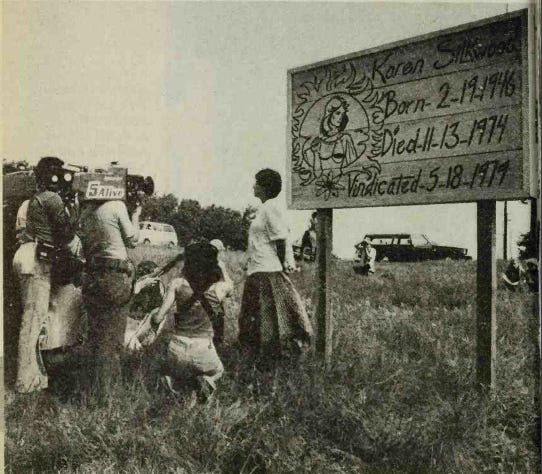 5 Alive
Karen Silkwood
Born-2-19-1946
Died-11-13-1974
Vindicated-5-18-1979